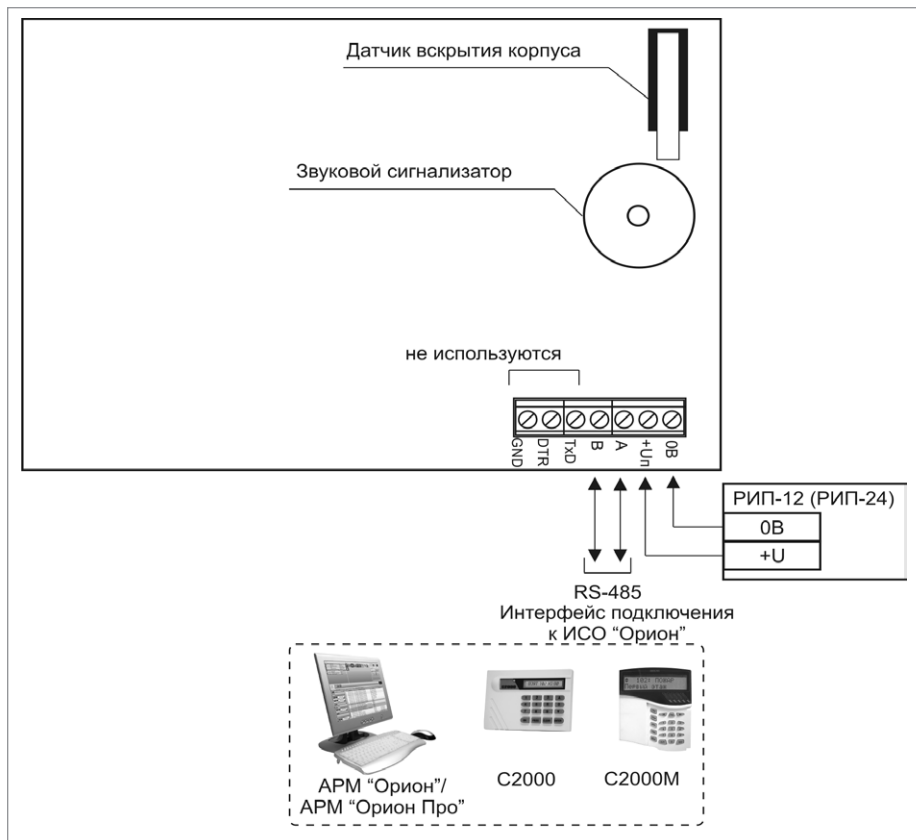 Датчик вскрытия корпуса
Звуковой сигнализатор
не используются
GND
DTR
TxD
B
A
+Uп
0В
РИП-12 (РИП-24)
0В
+U
RS-485
Интерфейс подключения
к ИСО “Орион”
АРМ “Орион”/
АРМ “Орион Про”
С2000
С2000М